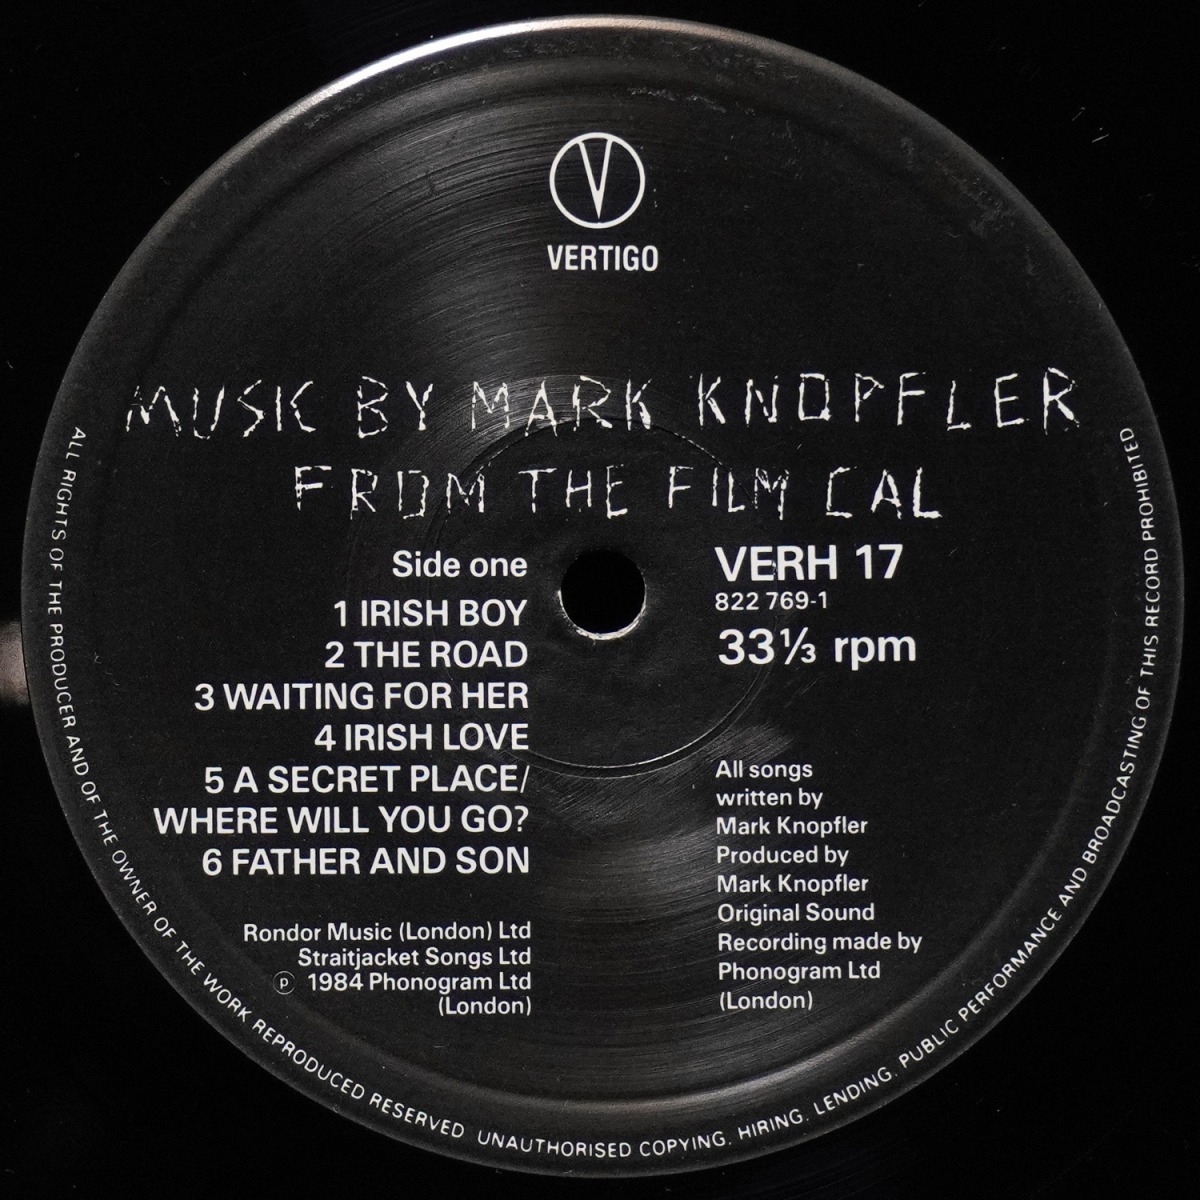 V
VERTIGO
MUSIC BY MARK KNOPFLER
FROM THE FILM CAL
Side one
1 IRISH BOY
2 THE ROAD
3 WAITING FOR HER
4 IRISH LOVE
5 A SECRET PLACE/
WHERE WILL YOU GO?
6 FATHER AND SON
Rondor Music (London) Ltd
Straitjacket Songs Ltd
℗ 1984 Phonogram Ltd
(London)
VERH 17
822 769-1
33⅓ rpm
All songs
written by
Mark Knopfler
Produced by
Mark Knopfler
Original Sound
Recording made by
Phonogram Ltd
(London)
ALL RIGHTS OF THE PRODUCER AND OF THE OWNER OF THE WORK REPRODUCED RESERVED UNAUTHORISED COPYING, HIRING, LENDING, PUBLIC PERFORMANCE AND BROADCASTING OF THIS RECORD PROHIBITED